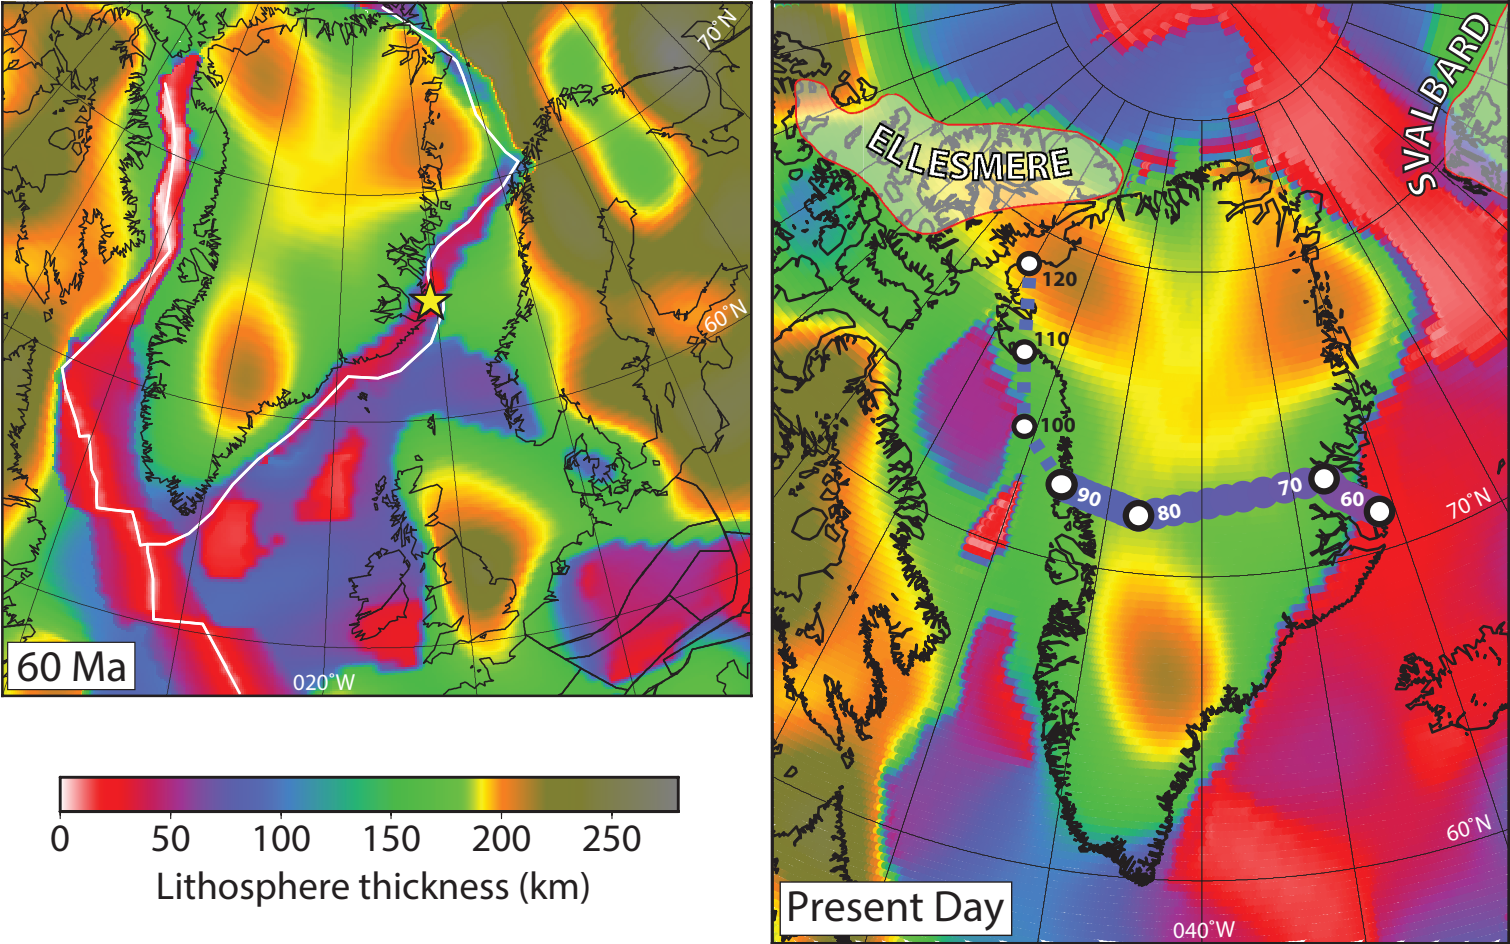 70°N
60°N
60 Ma
020°W
0 50 100 150 200 250
Lithosphere thickness (km)
ELLESMERE
SVALBARD
120
110
100
90
80
70
60
70°N
60°N
Present Day
040°W